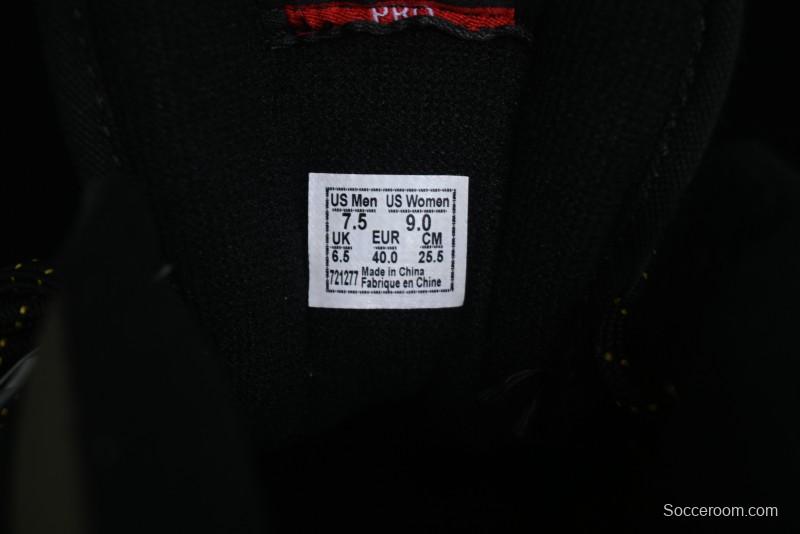 PRO
US Men US Women
7.5 9.0
UK EUR CM
6.5 40.0 25.5
721277 Made in China
Fabrique en Chine
Socceroom.com